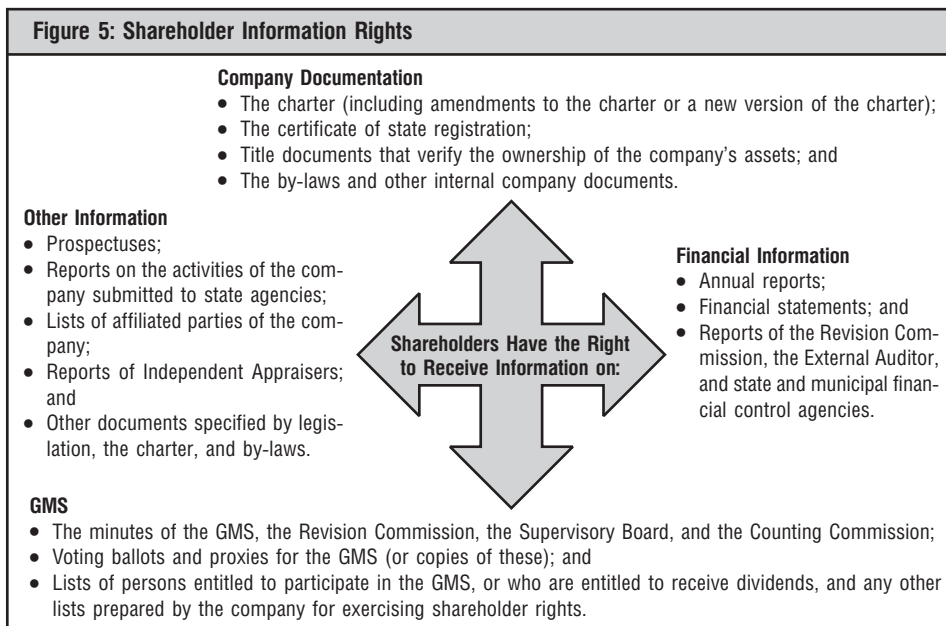 Figure 5: Shareholder Information Rights
Company Documentation
● The charter (including amendments to the charter or a new version of the charter);
● The certificate of state registration;
● Title documents that verify the ownership of the company's assets; and
● The by-laws and other internal company documents.
Other Information
● Prospectuses;
● Reports on the activities of the com-
pany submitted to state agencies;
● Lists of affiliated parties of the com-
pany;
● Reports of Independent Appraisers;
and
● Other documents specified by legis-
lation, the charter, and by-laws.
Shareholders Have the Right
to Receive Information on:
Financial Information
● Annual reports;
● Financial statements; and
● Reports of the Revision Com-
mission, the External Auditor,
and state and municipal finan-
cial control agencies.
GMS
● The minutes of the GMS, the Revision Commission, the Supervisory Board, and the Counting Commission;
● Voting ballots and proxies for the GMS (or copies of these); and
● Lists of persons entitled to participate in the GMS, or who are entitled to receive dividends, and any other
lists prepared by the company for exercising shareholder rights.